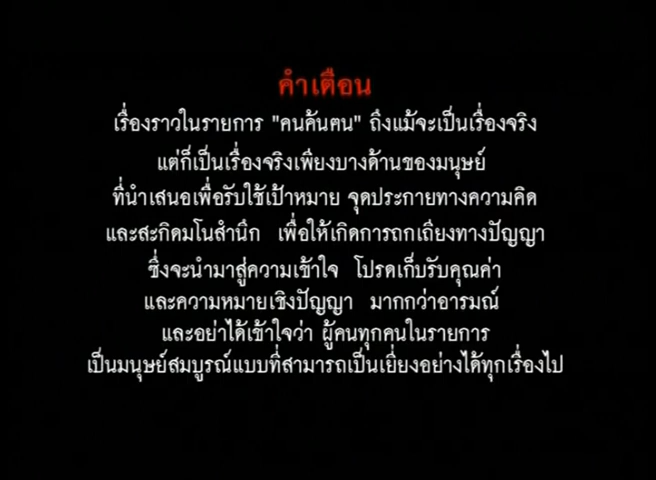 คำเตือน
เรื่องราวในรายการ "คนค้นฅน" ถึงแม้จะเป็นเรื่องจริง
แต่ก็เป็นเรื่องจริงเพียงบางด้านของมนุษย์
ที่นำเสนอเพื่อรับใช้เป้าหมาย จุดประกายทางความคิด
และสะกิดมโนสำนึก เพื่อให้เกิดการถกเถียงทางปัญญา
ซึ่งจะนำมาสู่ความเข้าใจ โปรดเก็บรับคุณค่า
และความหมายเชิงปัญญา มากกว่าอารมณ์
และอย่าได้เข้าใจว่า ผู้คนทุกคนในรายการ
เป็นมนุษย์สมบูรณ์แบบที่สามารถเป็นเยี่ยงอย่างได้ทุกเรื่องไป